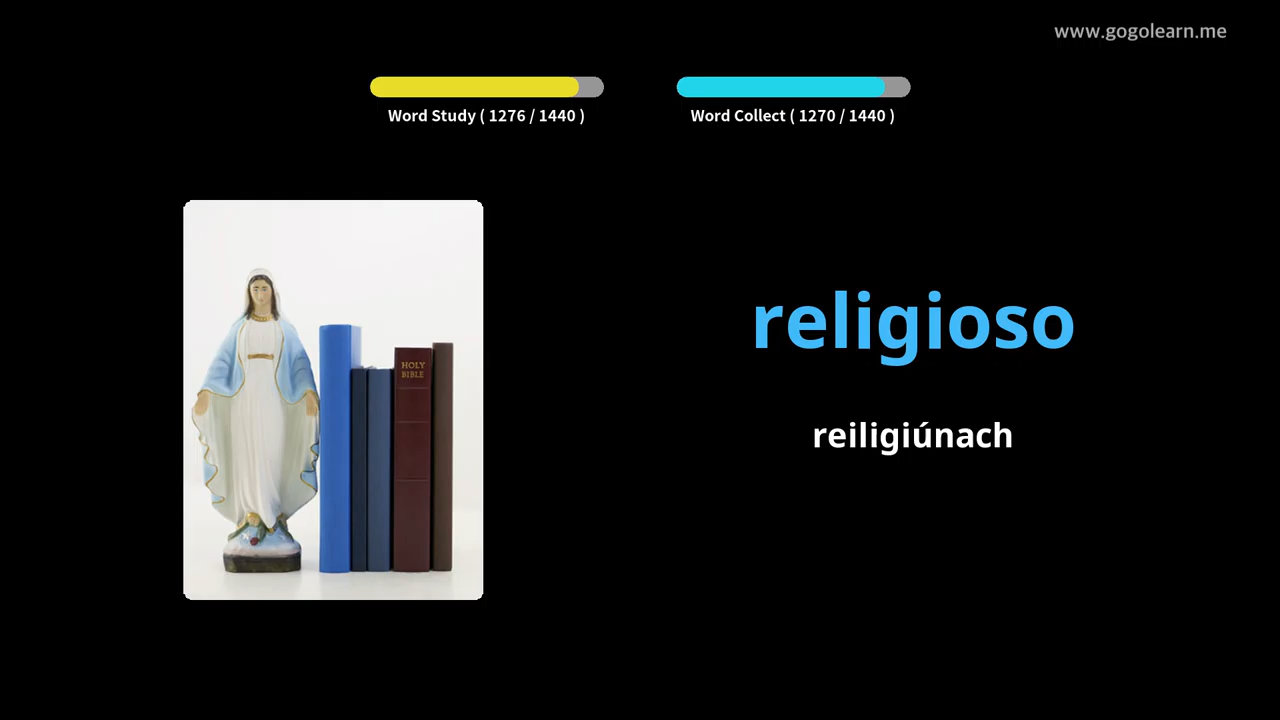 www.gogolearn.me
Word Study ( 1276 / 1440 )
Word Collect ( 1270 / 1440 )
religioso
HOLY
BIBLE
reiligiúnach